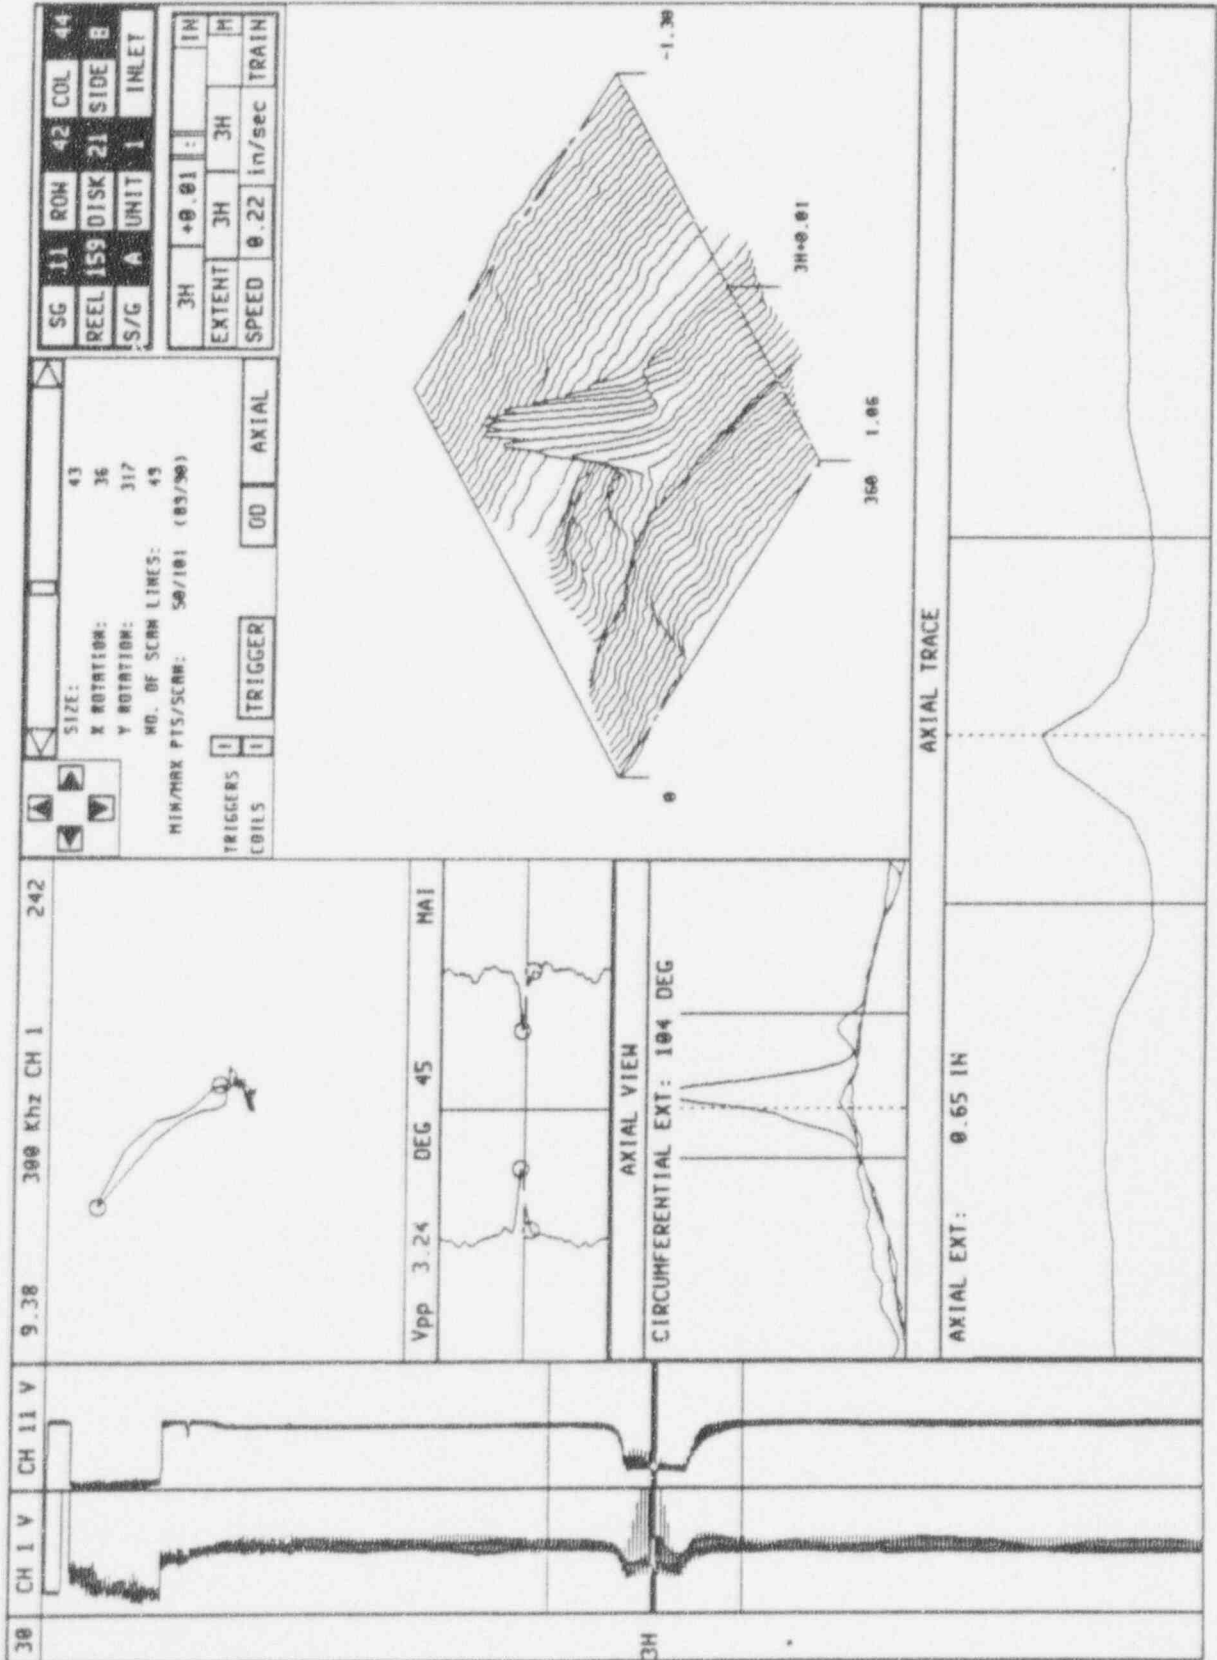 30 CH 1 V CH 11 V 9.38 300 Khz CH 1 242
Vpp 3.24 DEG 45 MAI
AXIAL VIEW
CIRCUMFERENTIAL EXT: 104 DEG
3H
SIZE: 43
X ROTATION: 36
Y ROTATION: 317
NO. OF SCAN LINES: 49
MIN/MAX PTS/SCAN: 50/101 (89/90)
TRIGGERS 1
COILS 1 TRIGGER OD AXIAL
SG 11 ROW 42 COL 44
REEL 159 DISK 21 SIDE B
S/G A UNIT 1 INLET
3H +0.01 : IN
EXTENT 3H 3H M
SPEED 0.22 in/sec TRAIN
0
360 1.06
3H+0.01
-1.30
AXIAL TRACE
AXIAL EXT: 0.65 IN